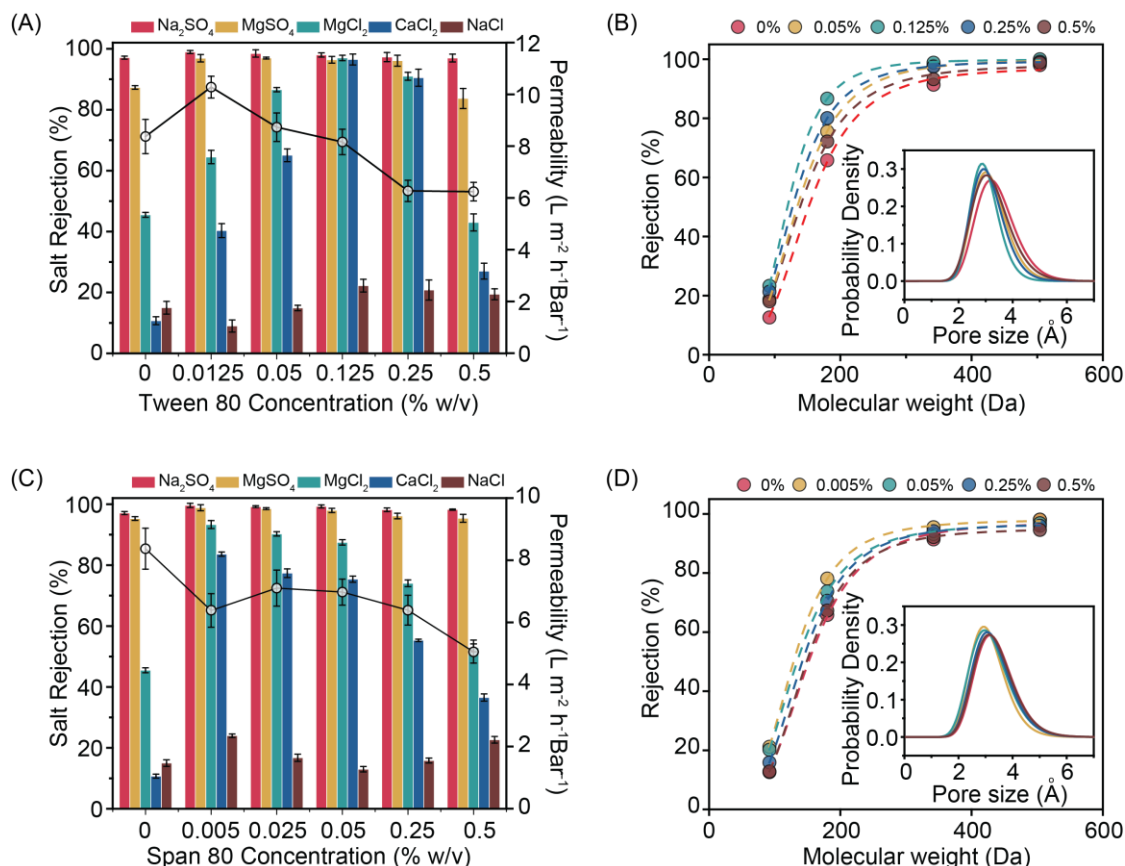 (A)
Na₂SO₄ MgSO₄ MgCl₂ CaCl₂ NaCl
Salt Rejection (%)
100
80
60
40
20
0
12
10
8
6
4
2
0
Permeability (L m⁻² h⁻¹Bar⁻¹)
0 0.0125 0.05 0.125 0.25 0.5
Tween 80 Concentration (% w/v)
(B)
0% 0.05% 0.125% 0.25% 0.5%
Rejection (%)
100
80
60
40
20
0
Probability Density
0.3
0.2
0.1
0.0
0 2 4 6
Pore size (Å)
0 200 400 600
Molecular weight (Da)
(C)
Na₂SO₄ MgSO₄ MgCl₂ CaCl₂ NaCl
Salt Rejection (%)
100
80
60
40
20
0
10
8
6
4
2
0
Permeability (L m⁻² h⁻¹Bar⁻¹)
0 0.005 0.025 0.05 0.25 0.5
Span 80 Concentration (% w/v)
(D)
0% 0.005% 0.05% 0.25% 0.5%
Rejection (%)
100
80
60
40
20
0
Probability Density
0.3
0.2
0.1
0.0
0 2 4 6
Pore size (Å)
0 200 400 600
Molecular weight (Da)